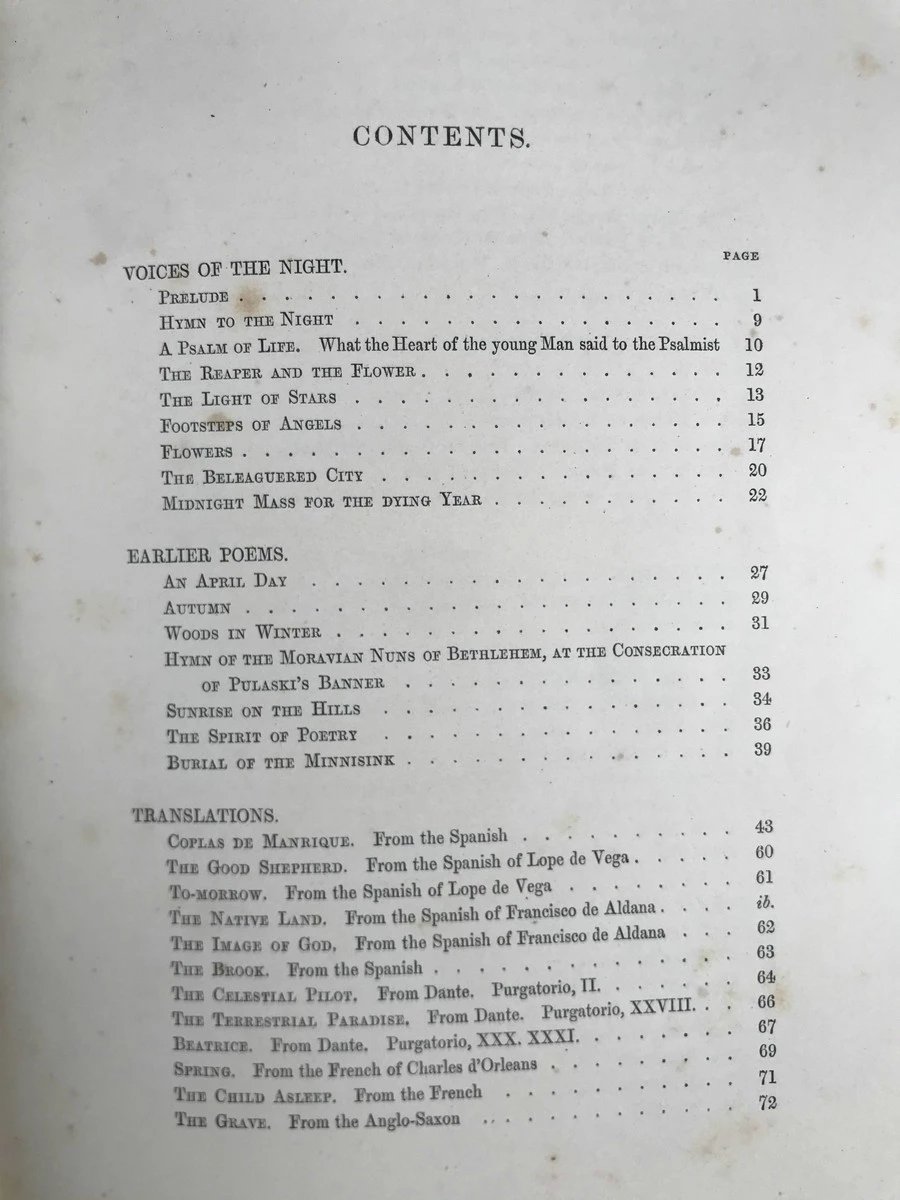 CONTENTS.
PAGE
VOICES OF THE NIGHT.
PRELUDE . . . . . . . . . . . . . . . . . . . . 1
HYMN TO THE NIGHT . . . . . . . . . . . . . . . . . 9
A PSALM OF LIFE. What the Heart of the young Man said to the Psalmist 10
THE REAPER AND THE FLOWER . . . . . . . . . . . . . . 12
THE LIGHT OF STARS . . . . . . . . . . . . . . . . . 13
FOOTSTEPS OF ANGELS . . . . . . . . . . . . . . . . . 15
FLOWERS . . . . . . . . . . . . . . . . . . . . . 17
THE BELEAGUERED CITY . . . . . . . . . . . . . . . . 20
MIDNIGHT MASS FOR THE DYING YEAR . . . . . . . . . . . 22
EARLIER POEMS.
AN APRIL DAY . . . . . . . . . . . . . . . . . . 27
AUTUMN . . . . . . . . . . . . . . . . . . . . . 29
WOODS IN WINTER . . . . . . . . . . . . . . . . . 31
HYMN OF THE MORAVIAN NUNS OF BETHLEHEM, AT THE CONSECRATION
OF PULASKI'S BANNER . . . . . . . . . . . . . . . 33
SUNRISE ON THE HILLS . . . . . . . . . . . . . . . . 34
THE SPIRIT OF POETRY . . . . . . . . . . . . . . . . 36
BURIAL OF THE MINNISINK . . . . . . . . . . . . . . . 39
TRANSLATIONS.
COPLAS DE MANRIQUE. From the Spanish . . . . . . . . . . 43
THE GOOD SHEPHERD. From the Spanish of Lope de Vega . . . . . 60
TO-MORROW. From the Spanish of Lope de Vega . . . . . . . . 61
THE NATIVE LAND. From the Spanish of Francisco de Aldana . . . . ib.
THE IMAGE OF GOD. From the Spanish of Francisco de Aldana . . . 62
THE BROOK. From the Spanish . . . . . . . . . . . . . 63
THE CELESTIAL PILOT. From Dante. Purgatorio, II. . . . . . . 64
THE TERRESTRIAL PARADISE. From Dante. Purgatorio, XXVIII. . . 66
BEATRICE. From Dante. Purgatorio, XXX. XXXI. . . . . . . . 67
SPRING. From the French of Charles d'Orleans . . . . . . . . 69
THE CHILD ASLEEP. From the French . . . . . . . . . . . 71
THE GRAVE. From the Anglo-Saxon . . . . . . . . . . . . 72